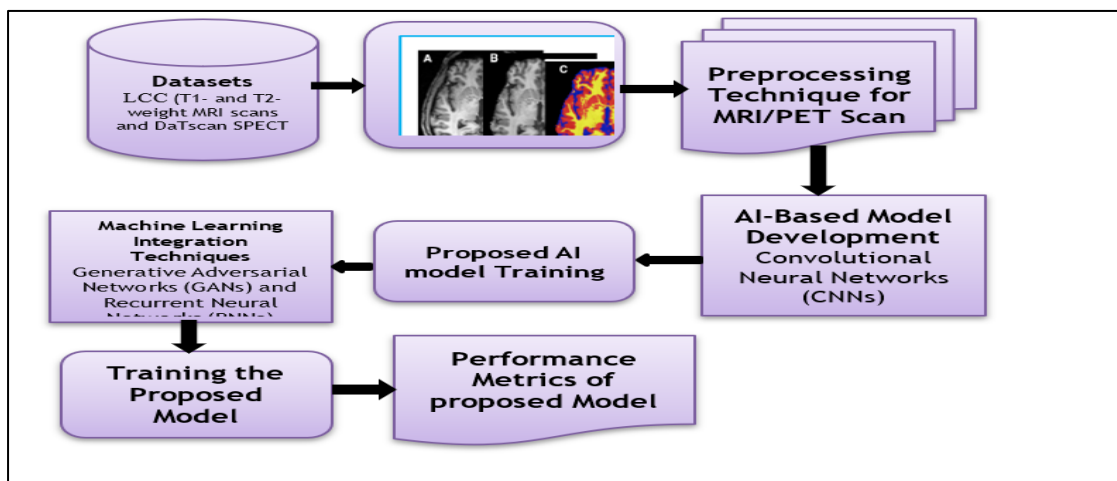 Datasets
LCC (T1- and T2-
weight MRI scans
and DaTscan SPECT
A
B
C
Preprocessing
Technique for
MRI/PET Scan
AI-Based Model
Development
Convolutional
Neural Networks
(CNNs)
Proposed AI
model Training
Machine Learning
Integration
Techniques
Generative Adversarial
Networks (GANs) and
Recurrent Neural
Networks (RNNs)
Training the
Proposed
Model
Performance
Metrics of
proposed Model